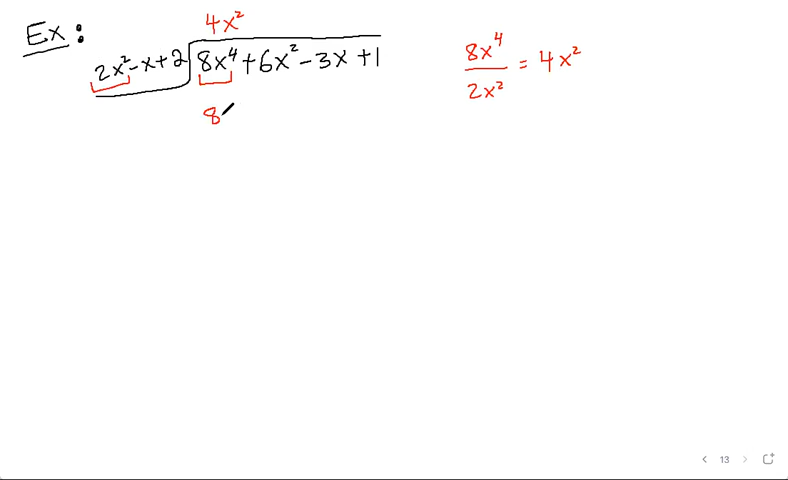 Ex:
4x²
2x²-x+2 8x⁴+6x²-3x+1
8
8x⁴
2x²
= 4x²
13